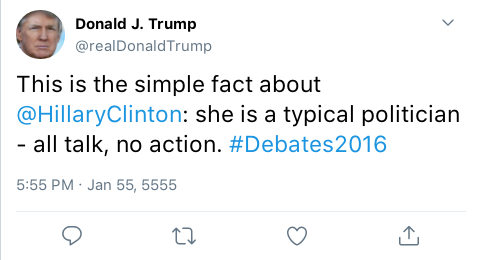 Donald J. Trump
@realDonaldTrump
This is the simple fact about
@HillaryClinton: she is a typical politician
- all talk, no action. #Debates2016
5:55 PM · Jan 55, 5555